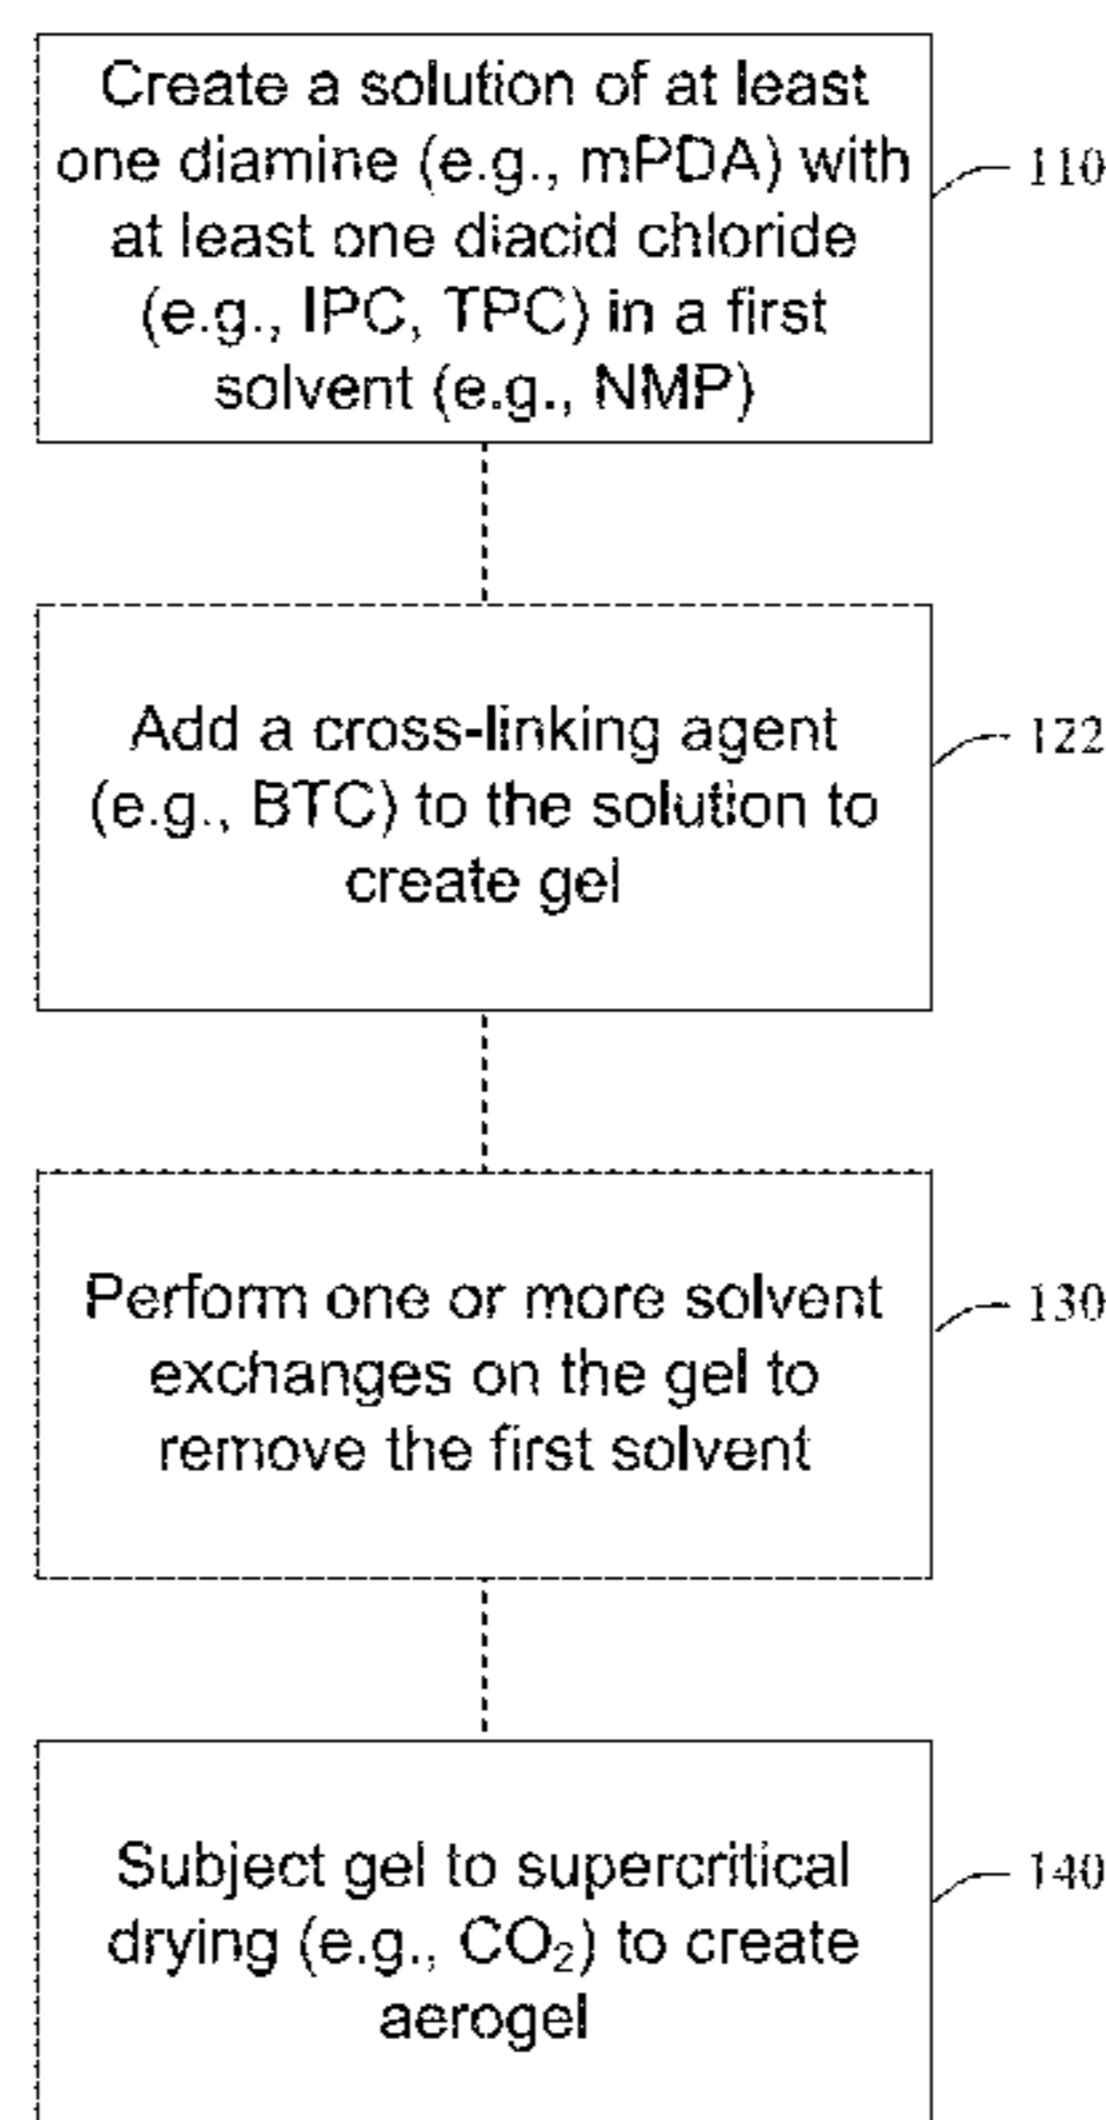 Create a solution of at least
one diamine (e.g., mPDA) with
at least one diacid chloride
(e.g., IPC, TPC) in a first
solvent (e.g., NMP)
110
Add a cross-linking agent
(e.g., BTC) to the solution to
create gel
122
Perform one or more solvent
exchanges on the gel to
remove the first solvent
130
Subject gel to supercritical
drying (e.g., CO₂) to create
aerogel
140